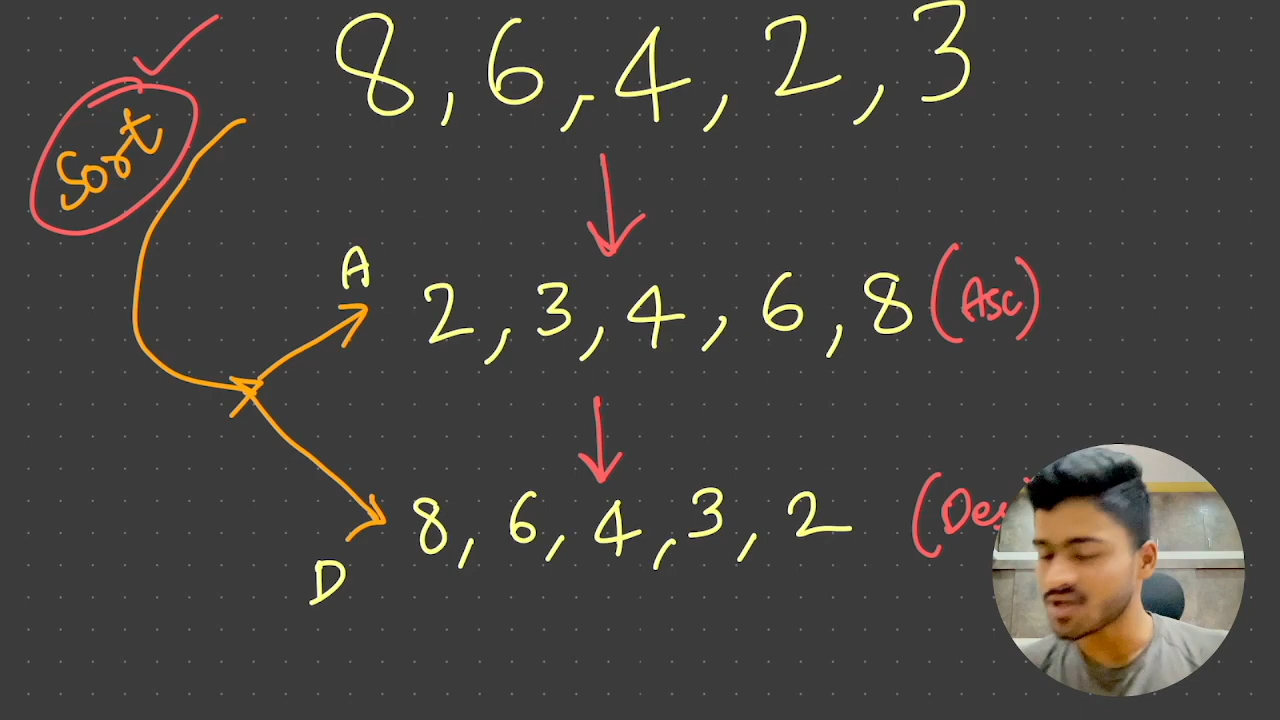 8, 6, 4, 2, 3
Sort
A
2, 3, 4, 6, 8 (Asc)
8, 6, 4, 3, 2
D